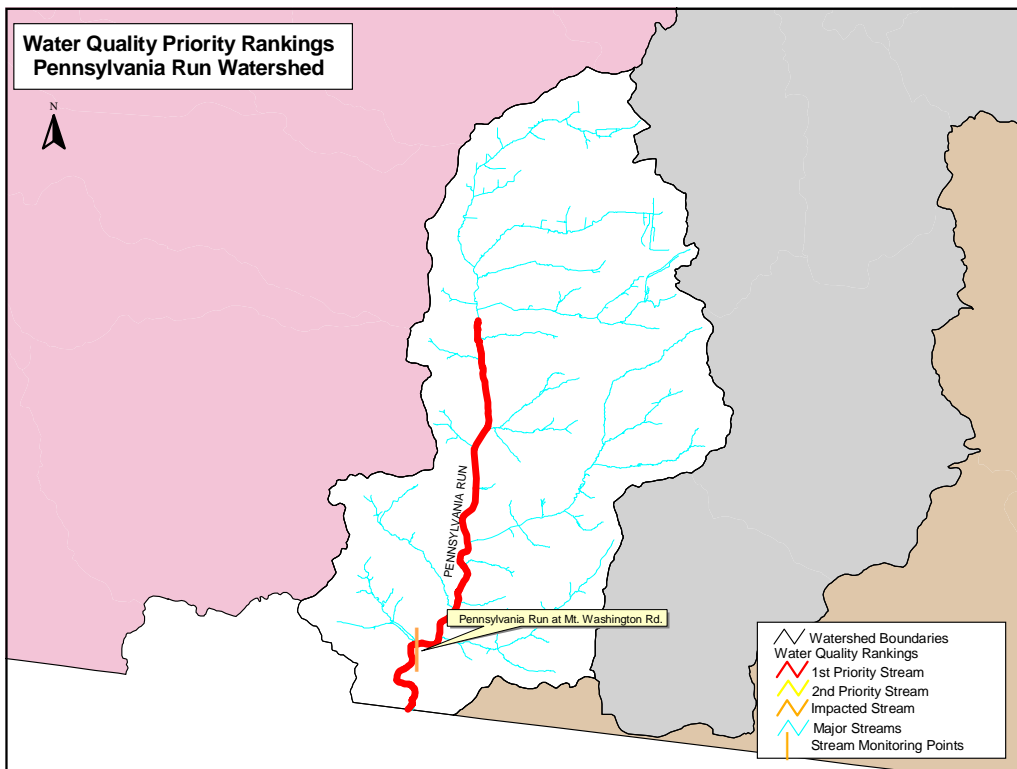 Water Quality Priority Rankings
Pennsylvania Run Watershed
N
PENNSYLVANIA RUN
Pennsylvania Run at Mt. Washington Rd.
Watershed Boundaries
Water Quality Rankings
1st Priority Stream
2nd Priority Stream
Impacted Stream
Major Streams
Stream Monitoring Points